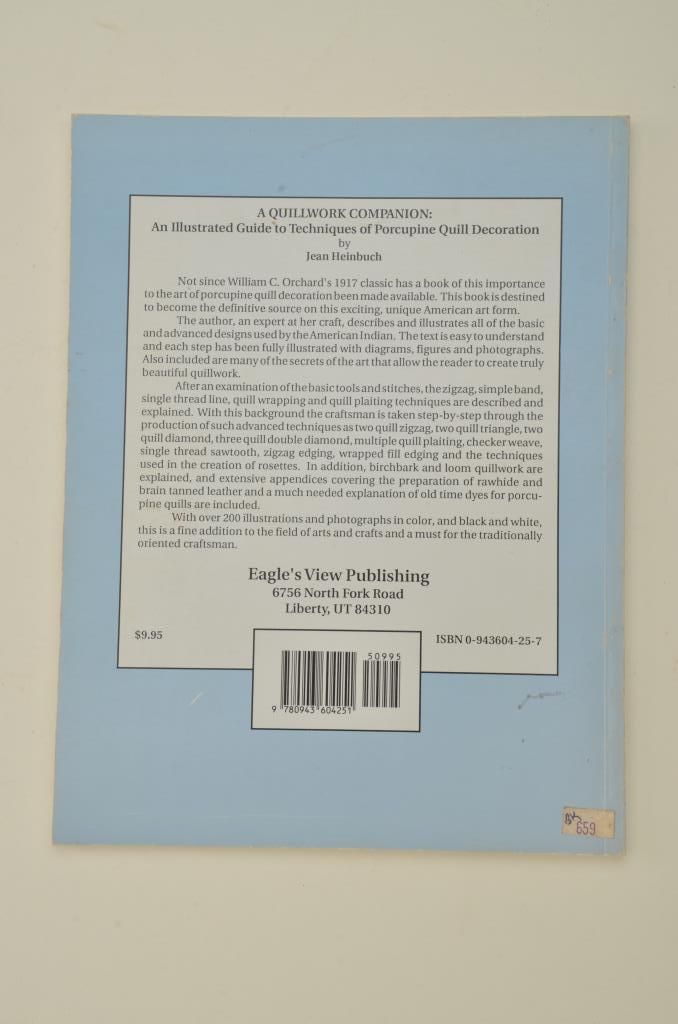 A QUILLWORK COMPANION:
An Illustrated Guide to Techniques of Porcupine Quill Decoration
by
Jean Heinbuch
Not since William C. Orchard's 1917 classic has a book of this importance
to the art of porcupine quill decoration been made available. This book is destined
to become the definitive source on this exciting, unique American art form.
The author, an expert at her craft, describes and illustrates all of the basic
and advanced designs used by the American Indian. The text is easy to understand
and each step has been fully illustrated with diagrams, figures and photographs.
Also included are many of the secrets of the art that allow the reader to create truly
beautiful quillwork.
After an examination of the basic tools and stitches, the zigzag, simple band,
single thread line, quill wrapping and quill plaiting techniques are described and
explained. With this background the craftsman is taken step-by-step through the
production of such advanced techniques as two quill zigzag, two quill triangle, two
quill diamond, three quill double diamond, multiple quill plaiting, checker weave,
single thread sawtooth, zigzag edging, wrapped fill edging and the techniques
used in the creation of rosettes. In addition, birchbark and loom quillwork are
explained, and extensive appendices covering the preparation of rawhide and
brain tanned leather and a much needed explanation of old time dyes for porcu-
pine quills are included.
With over 200 illustrations and photographs in color, and black and white,
this is a fine addition to the field of arts and crafts and a must for the traditionally
oriented craftsman.
Eagle's View Publishing
6756 North Fork Road
Liberty, UT 84310
$9.95
ISBN 0-943604-25-7
50995
9 780943 604251
659